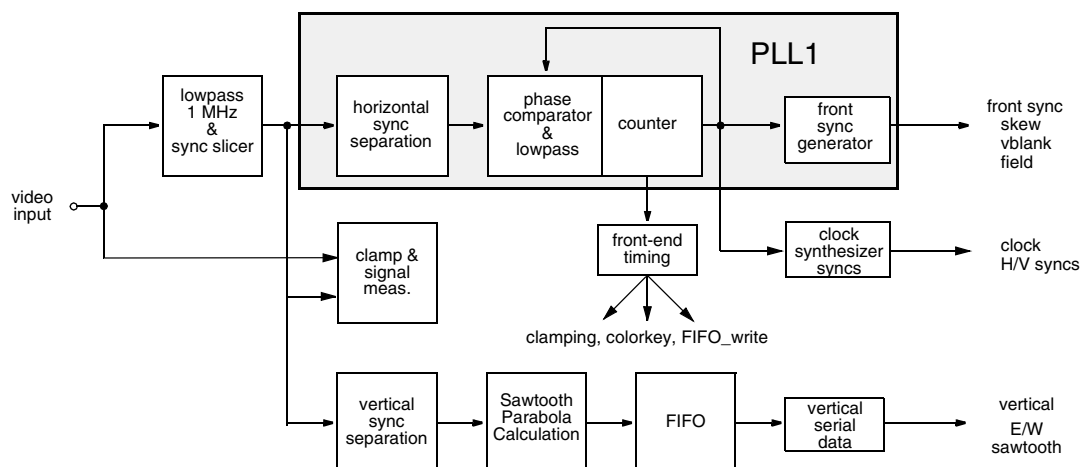 PLL1
lowpass
1 MHz
&
sync slicer
horizontal
sync
separation
phase
comparator
&
lowpass
counter
front
sync
generator
front sync
skew
vblank
field
video
input
clamp &
signal
meas.
front-end
timing
clock
synthesizer
syncs
clock
H/V syncs
clamping, colorkey, FIFO_write
vertical
sync
separation
Sawtooth
Parabola
Calculation
FIFO
vertical
serial
data
vertical
E/W
sawtooth